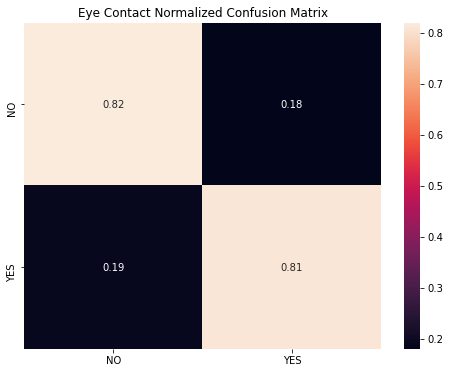 Eye Contact Normalized Confusion Matrix
NO
0.82
0.18
YES
0.19
0.81
NO
YES
0.8
0.7
0.6
0.5
0.4
0.3
0.2